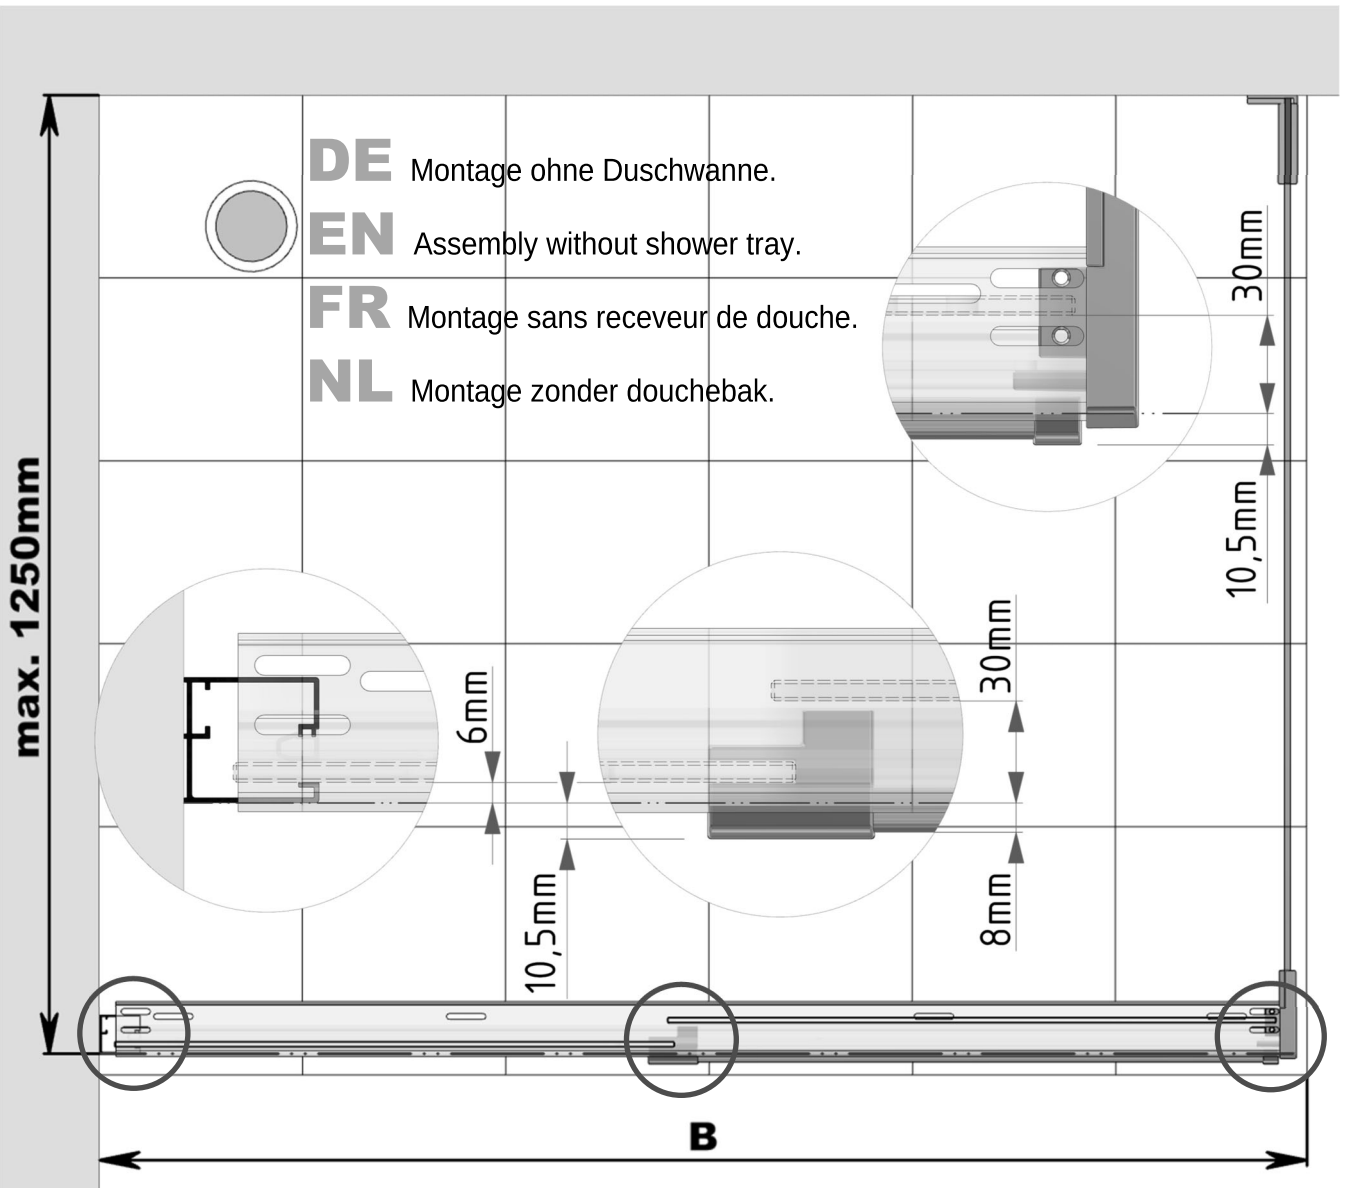 DE Montage ohne Duschwanne.
EN Assembly without shower tray.
FR Montage sans receveur de douche.
NL Montage zonder douchebak.
30mm
10,5mm
max. 1250mm
6mm
30mm
10,5mm
8mm
B